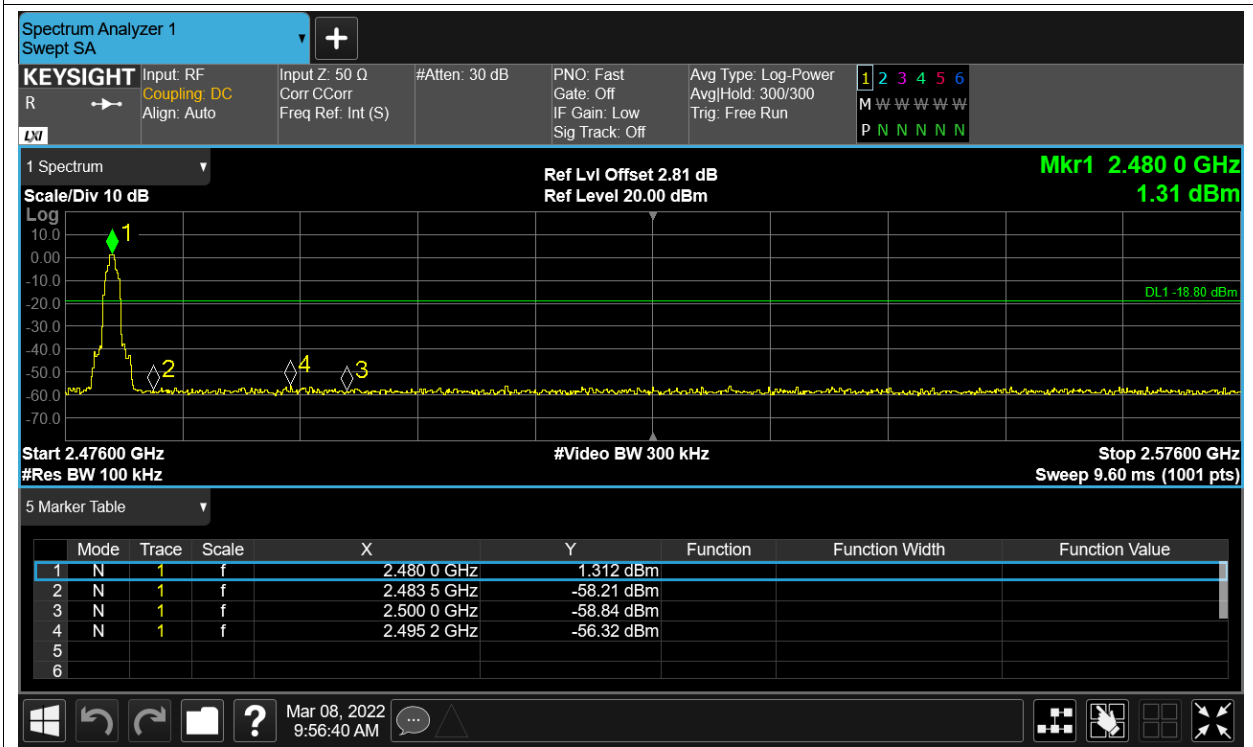 Spectrum Analyzer 1
Swept SA
KEYSIGHT Input: RF Input Z: 50 Ω #Atten: 30 dB PNO: Fast Avg Type: Log-Power 1 2 3 4 5 6
R Coupling: DC Corr CCorr Gate: Off Avg|Hold: 300/300 M W W W W W W
Align: Auto Freq Ref: Int (S) IF Gain: Low Trig: Free Run
LXI Sig Track: Off P N N N N N N
1 Spectrum Ref Lvl Offset 2.81 dB Mkr1 2.480 0 GHz
Scale/Div 10 dB Ref Level 20.00 dBm 1.31 dBm
Log
10.0 1
0.00
-10.0
DL1 -18.80 dBm
-20.0
-30.0
-40.0
-50.0 2 4 3
-60.0
-70.0
Start 2.47600 GHz #Video BW 300 kHz Stop 2.57600 GHz
#Res BW 100 kHz Sweep 9.60 ms (1001 pts)
5 Marker Table
Mode Trace Scale X Y Function Function Width Function Value
1 N 1 f 2.480 0 GHz 1.312 dBm
2 N 1 f 2.483 5 GHz -58.21 dBm
3 N 1 f 2.500 0 GHz -58.84 dBm
4 N 1 f 2.495 2 GHz -56.32 dBm
5
6
? Mar 08, 2022
9:56:40 AM